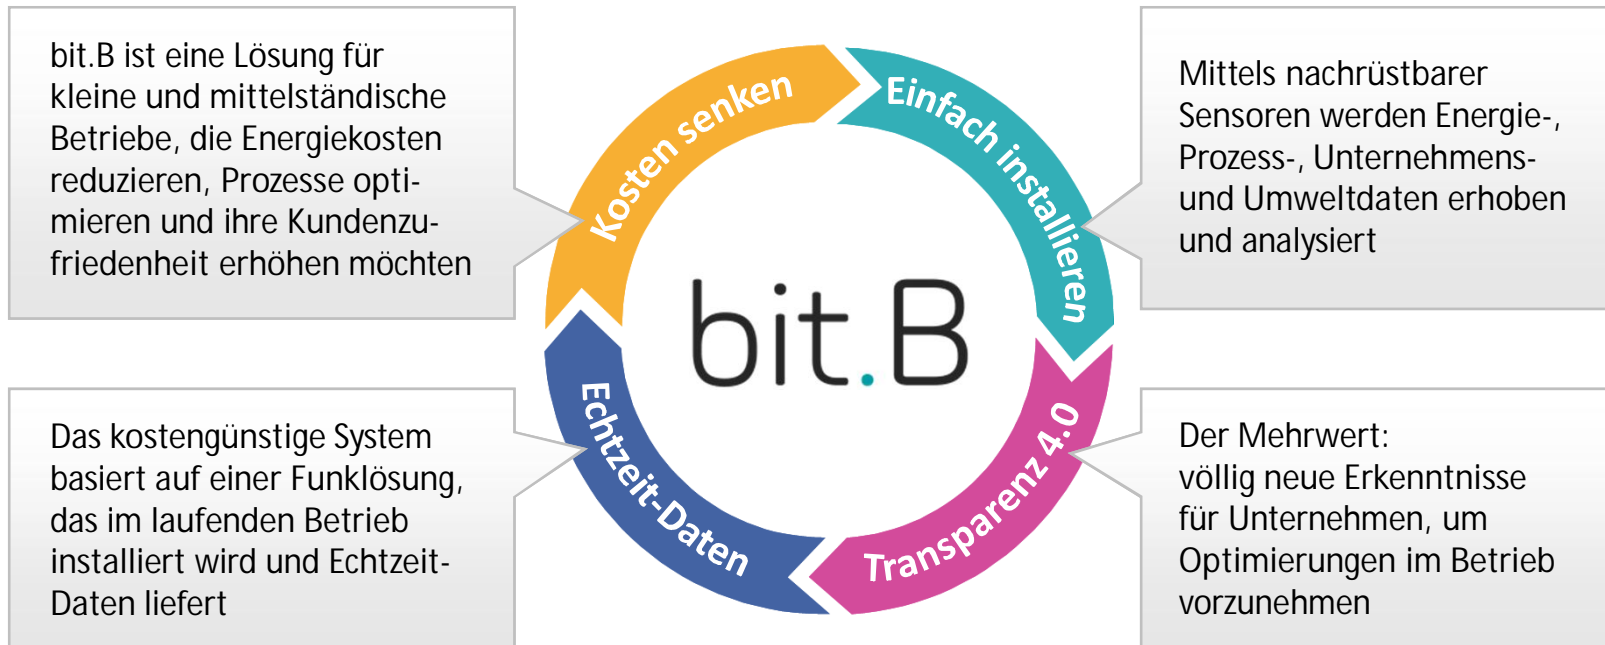 bit.B ist eine Lösung für
kleine und mittelständische
Betriebe, die Energiekosten
reduzieren, Prozesse opti-
mieren und ihre Kundenzu-
friedenheit erhöhen möchten
Kosten senken
Einfach installieren
Mittels nachrüstbarer
Sensoren werden Energie-,
Prozess-, Unternehmens-
und Umweltdaten erhoben
und analysiert
bit.B
Das kostengünstige System
basiert auf einer Funklösung,
das im laufenden Betrieb
installiert wird und Echtzeit-
Daten liefert
Echtzeit-Daten
Transparenz 4.0
Der Mehrwert:
völlig neue Erkenntnisse
für Unternehmen, um
Optimierungen im Betrieb
vorzunehmen